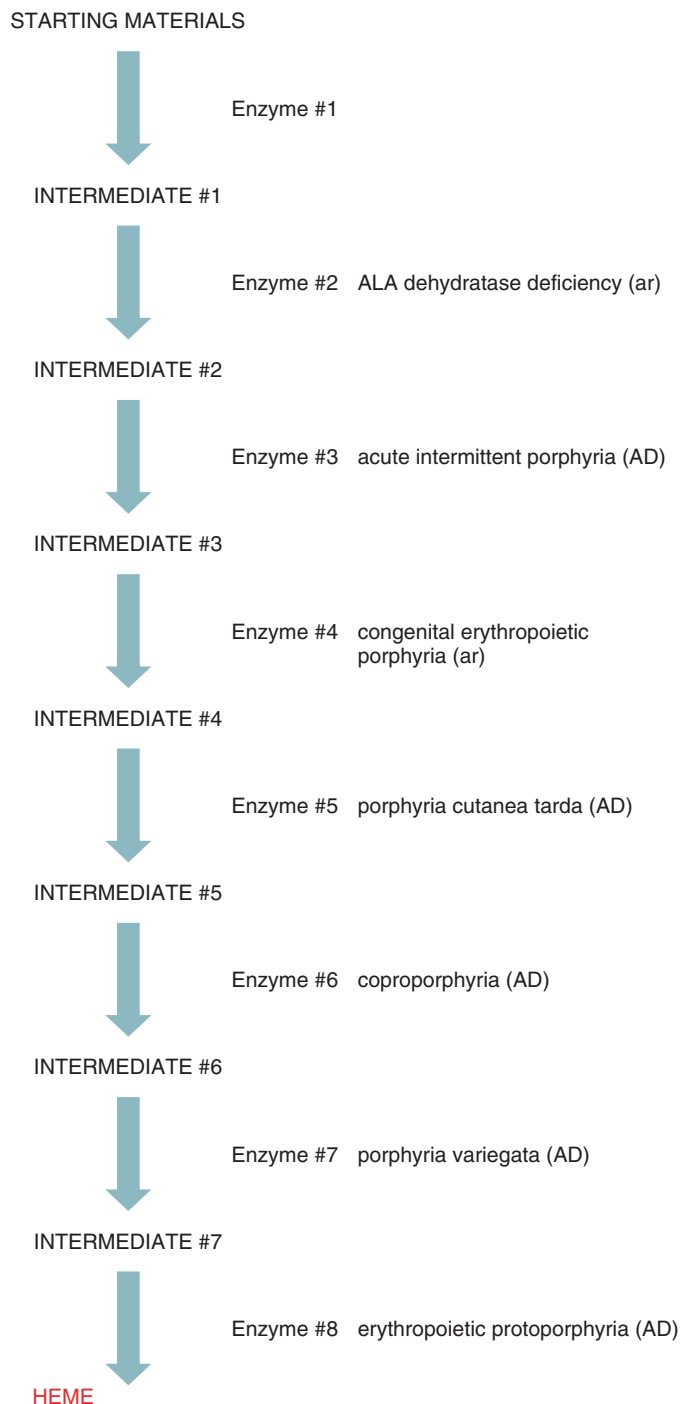 STARTING MATERIALS
Enzyme #1
INTERMEDIATE #1
Enzyme #2 ALA dehydratase deficiency (ar)
INTERMEDIATE #2
Enzyme #3 acute intermittent porphyria (AD)
INTERMEDIATE #3
Enzyme #4 congenital erythropoietic
porphyria (ar)
INTERMEDIATE #4
Enzyme #5 porphyria cutanea tarda (AD)
INTERMEDIATE #5
Enzyme #6 coproporphyria (AD)
INTERMEDIATE #6
Enzyme #7 porphyria variegata (AD)
INTERMEDIATE #7
Enzyme #8 erythropoietic protoporphyria (AD)
HEME